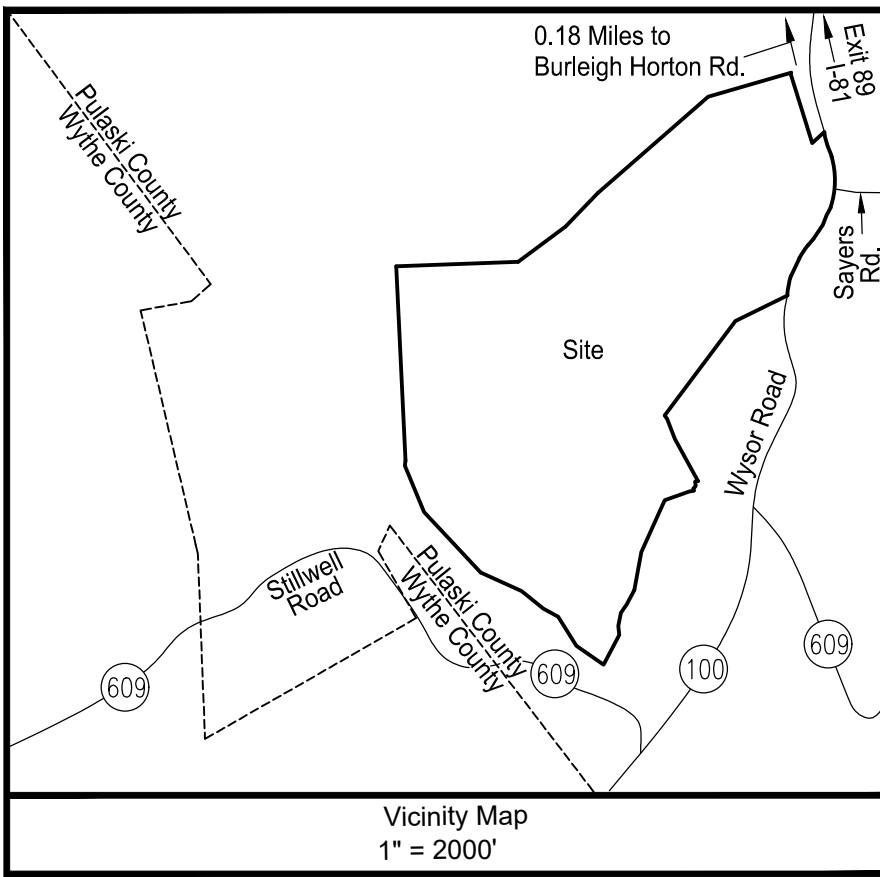 0.18 Miles to
Burleigh Horton Rd.
Exit 89
I-81
Pulaski County
Wythe County
Sayers
Rd.
Site
Wysor Road
Stillwell
Road
Pulaski County
Wythe County
609
609
100
609
Vicinity Map
1" = 2000'